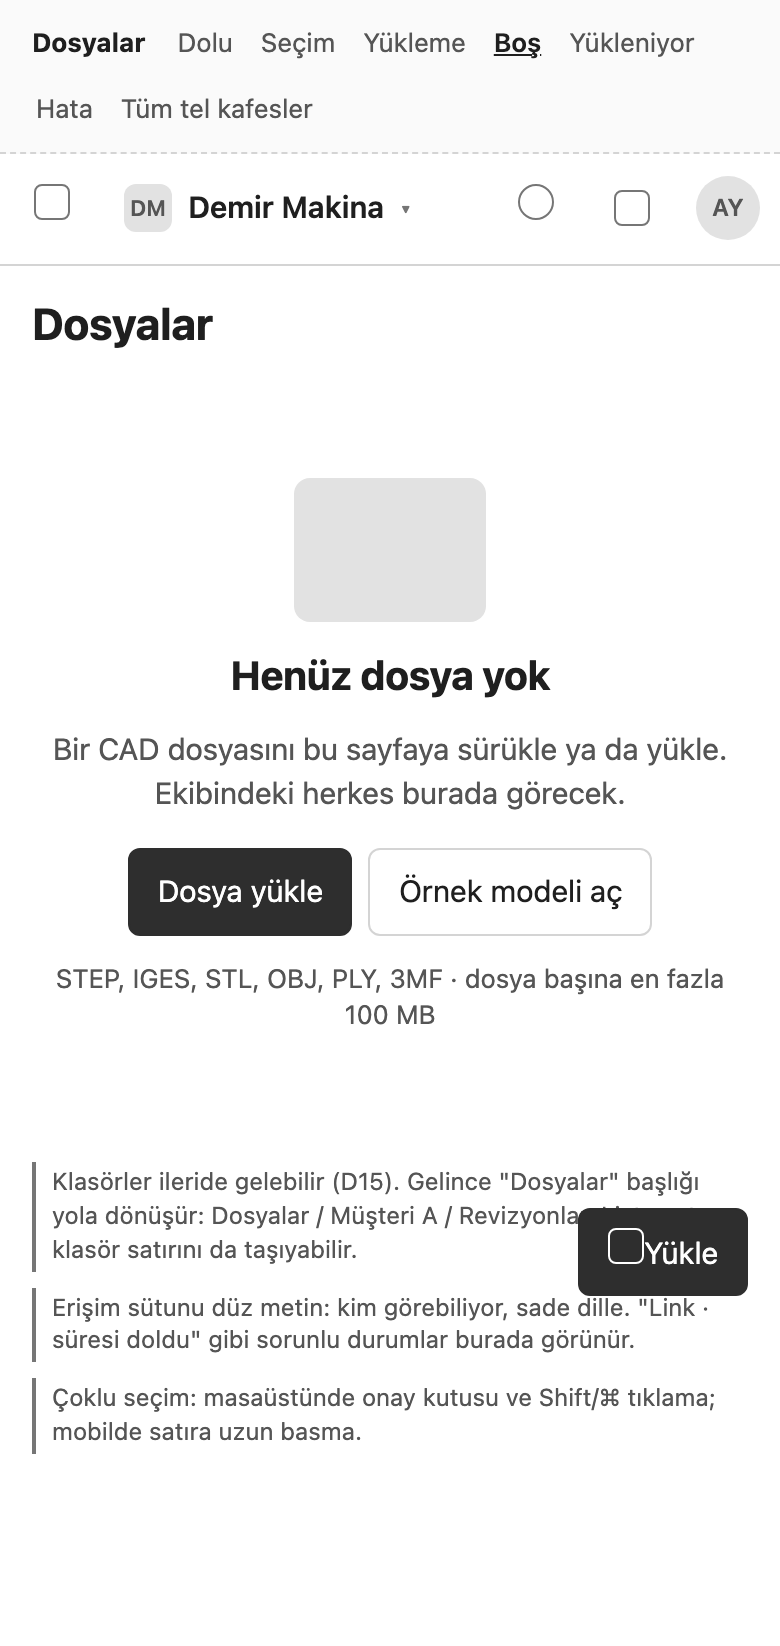 Dosyalar Dolu Seçim Yükleme Boş Yükleniyor
Hata Tüm tel kafesler
DM Demir Makina ▾ AY
Dosyalar
Henüz dosya yok
Bir CAD dosyasını bu sayfaya sürükle ya da yükle.
Ekibindeki herkes burada görecek.
Dosya yükle Örnek modeli aç
STEP, IGES, STL, OBJ, PLY, 3MF · dosya başına en fazla
100 MB
Klasörler ileride gelebilir (D15). Gelince "Dosyalar" başlığı
yola dönüşür: Dosyalar / Müşteri A /
klasör satırını da taşıyabilir.
Yükle
Erişim sütunu düz metin: kim görebiliyor, sade dille. "Link ·
süresi doldu" gibi sorunlu durumlar burada görünür.
Çoklu seçim: masaüstünde onay kutusu ve Shift/⌘ tıklama;
mobilde satıra uzun basma.